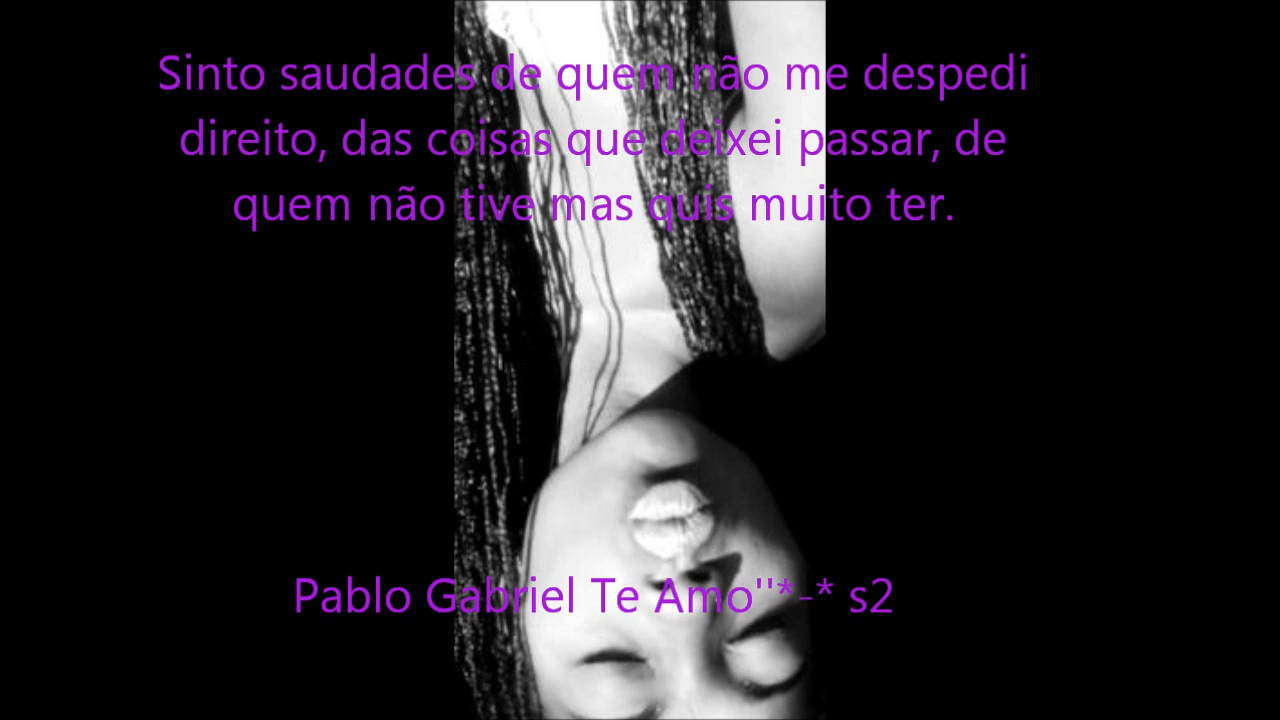 Sinto saudades de quem não me despedi
direito, das coisas que deixei passar, de
quem não tive mas quis muito ter.
Pablo Gabriel Te Amo''*-* s2